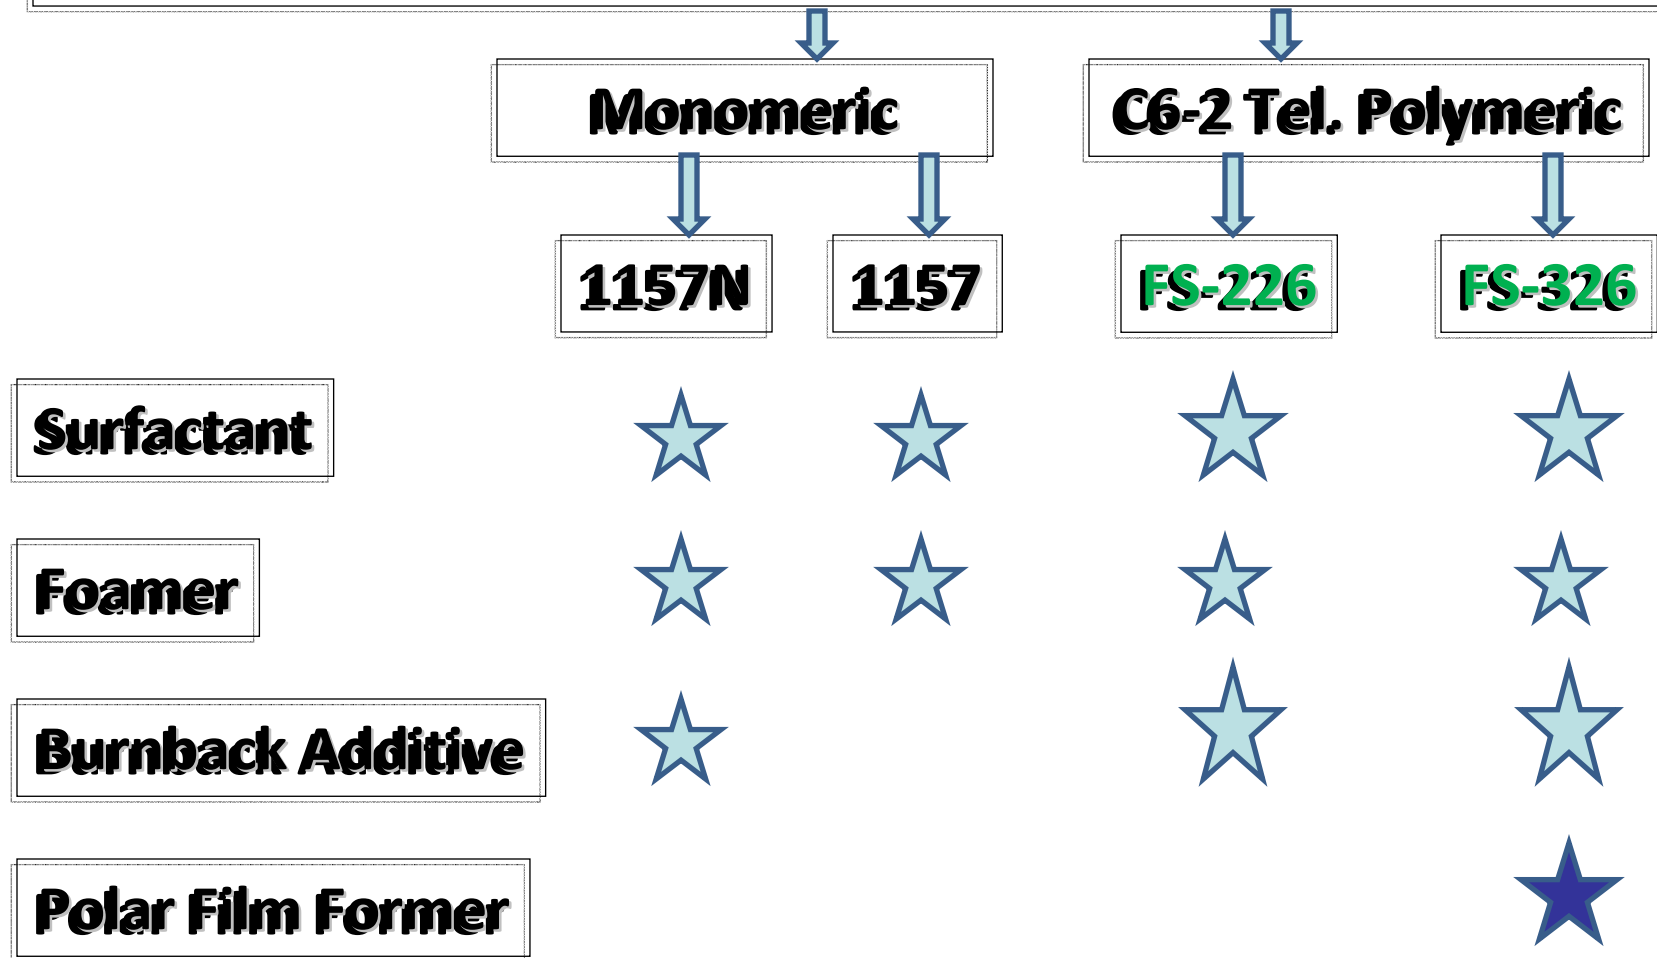 Monomeric
C6-2 Tel. Polymeric
1157N
1157
FS-226
FS-326
Surfactant
Foamer
Burnback Additive
Polar Film Former